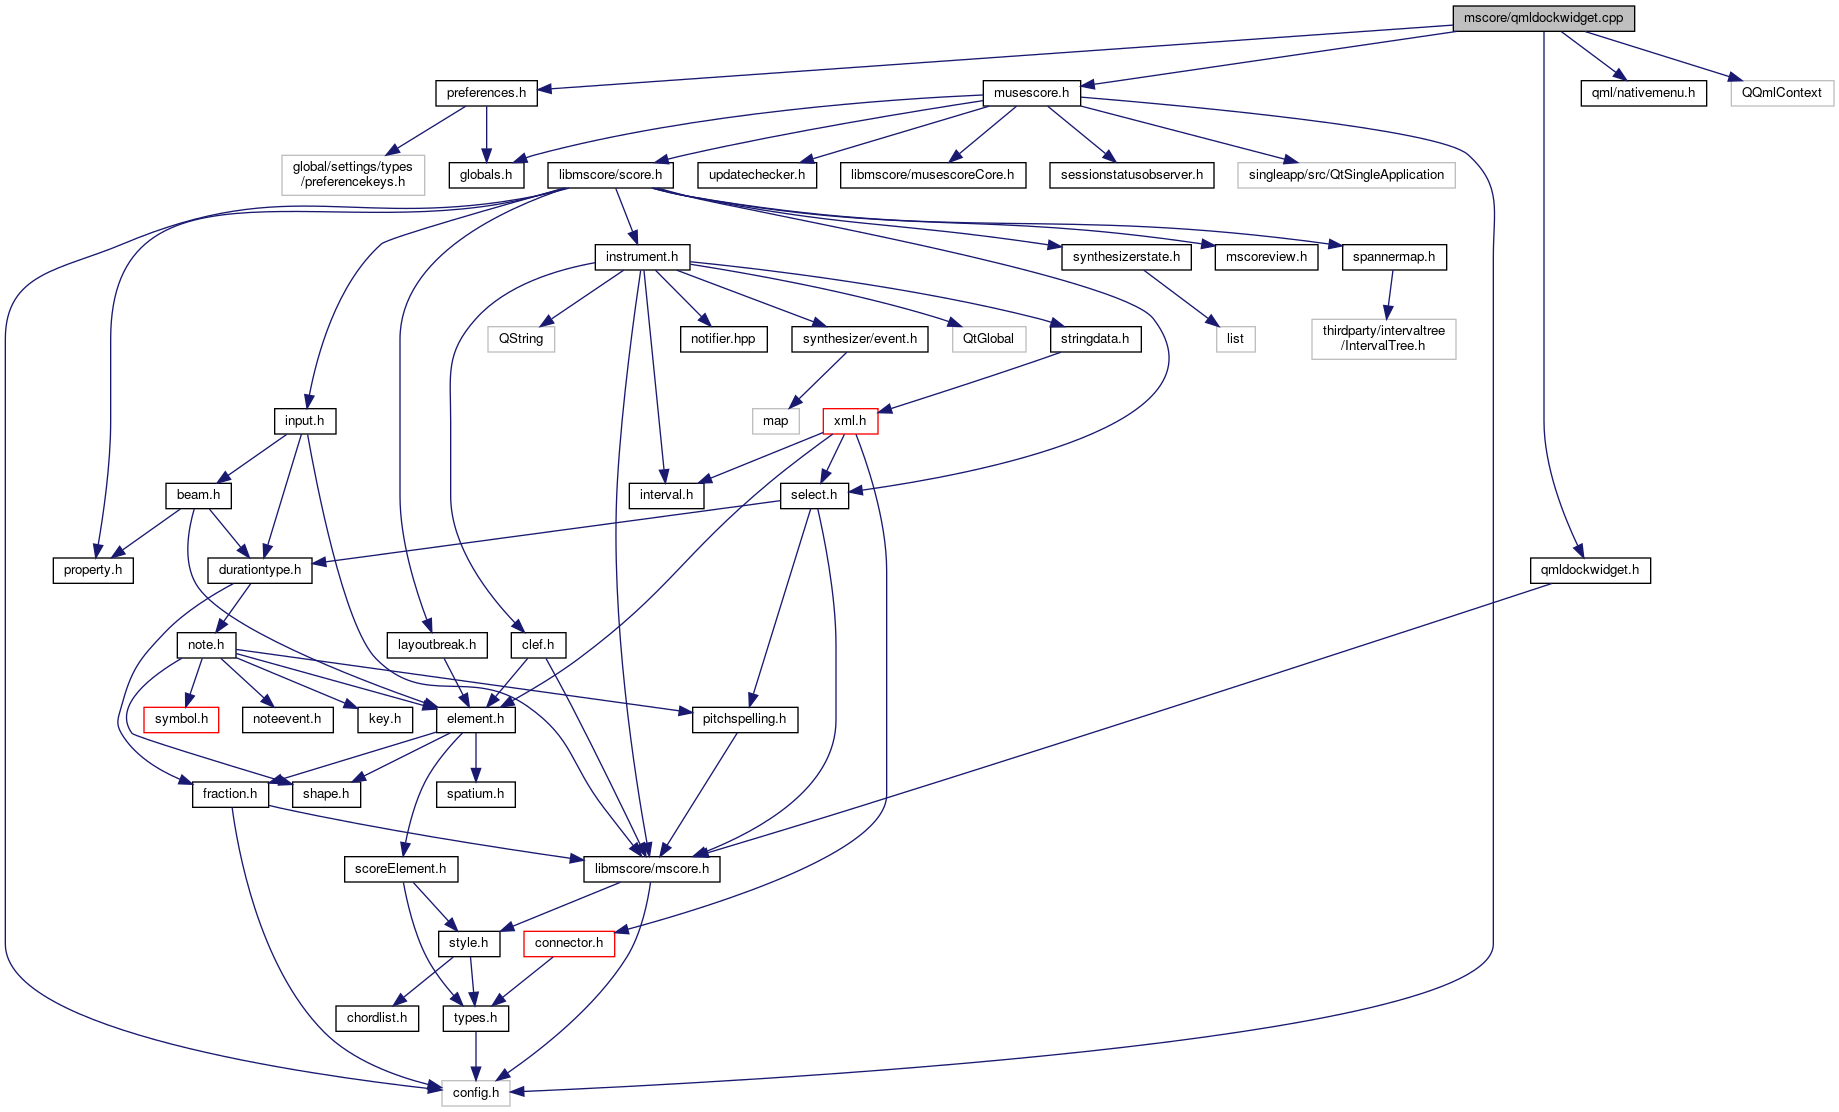 mscore/qmldockwidget.cpp
preferences.h
musescore.h
qml/nativemenu.h
QQmlContext
global/settings/types
/preferencekeys.h
globals.h
libmscore/score.h
updatechecker.h
libmscore/musescoreCore.h
sessionstatusobserver.h
singleapp/src/QtSingleApplication
instrument.h
synthesizerstate.h
mscoreview.h
spannermap.h
QString
notifier.hpp
synthesizer/event.h
QtGlobal
stringdata.h
list
thirdparty/intervaltree
/IntervalTree.h
input.h
map
xml.h
beam.h
interval.h
select.h
property.h
durationtype.h
qmldockwidget.h
note.h
layoutbreak.h
clef.h
symbol.h
noteevent.h
key.h
element.h
pitchspelling.h
fraction.h
shape.h
spatium.h
scoreElement.h
libmscore/mscore.h
style.h
connector.h
chordlist.h
types.h
config.h